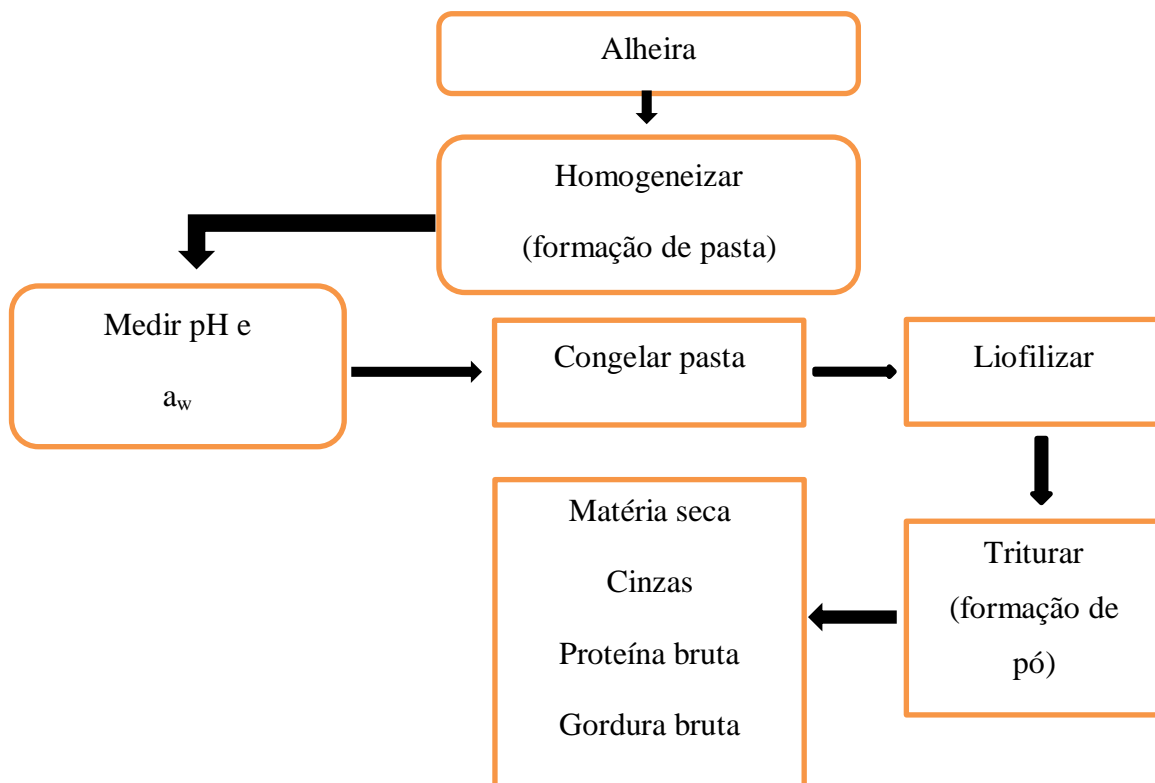 Alheira
Homogeneizar
(formação de pasta)
Medir pH e
aw
Congelar pasta
Liofilizar
Triturar
(formação de
pó)
Matéria seca
Cinzas
Proteína bruta
Gordura bruta